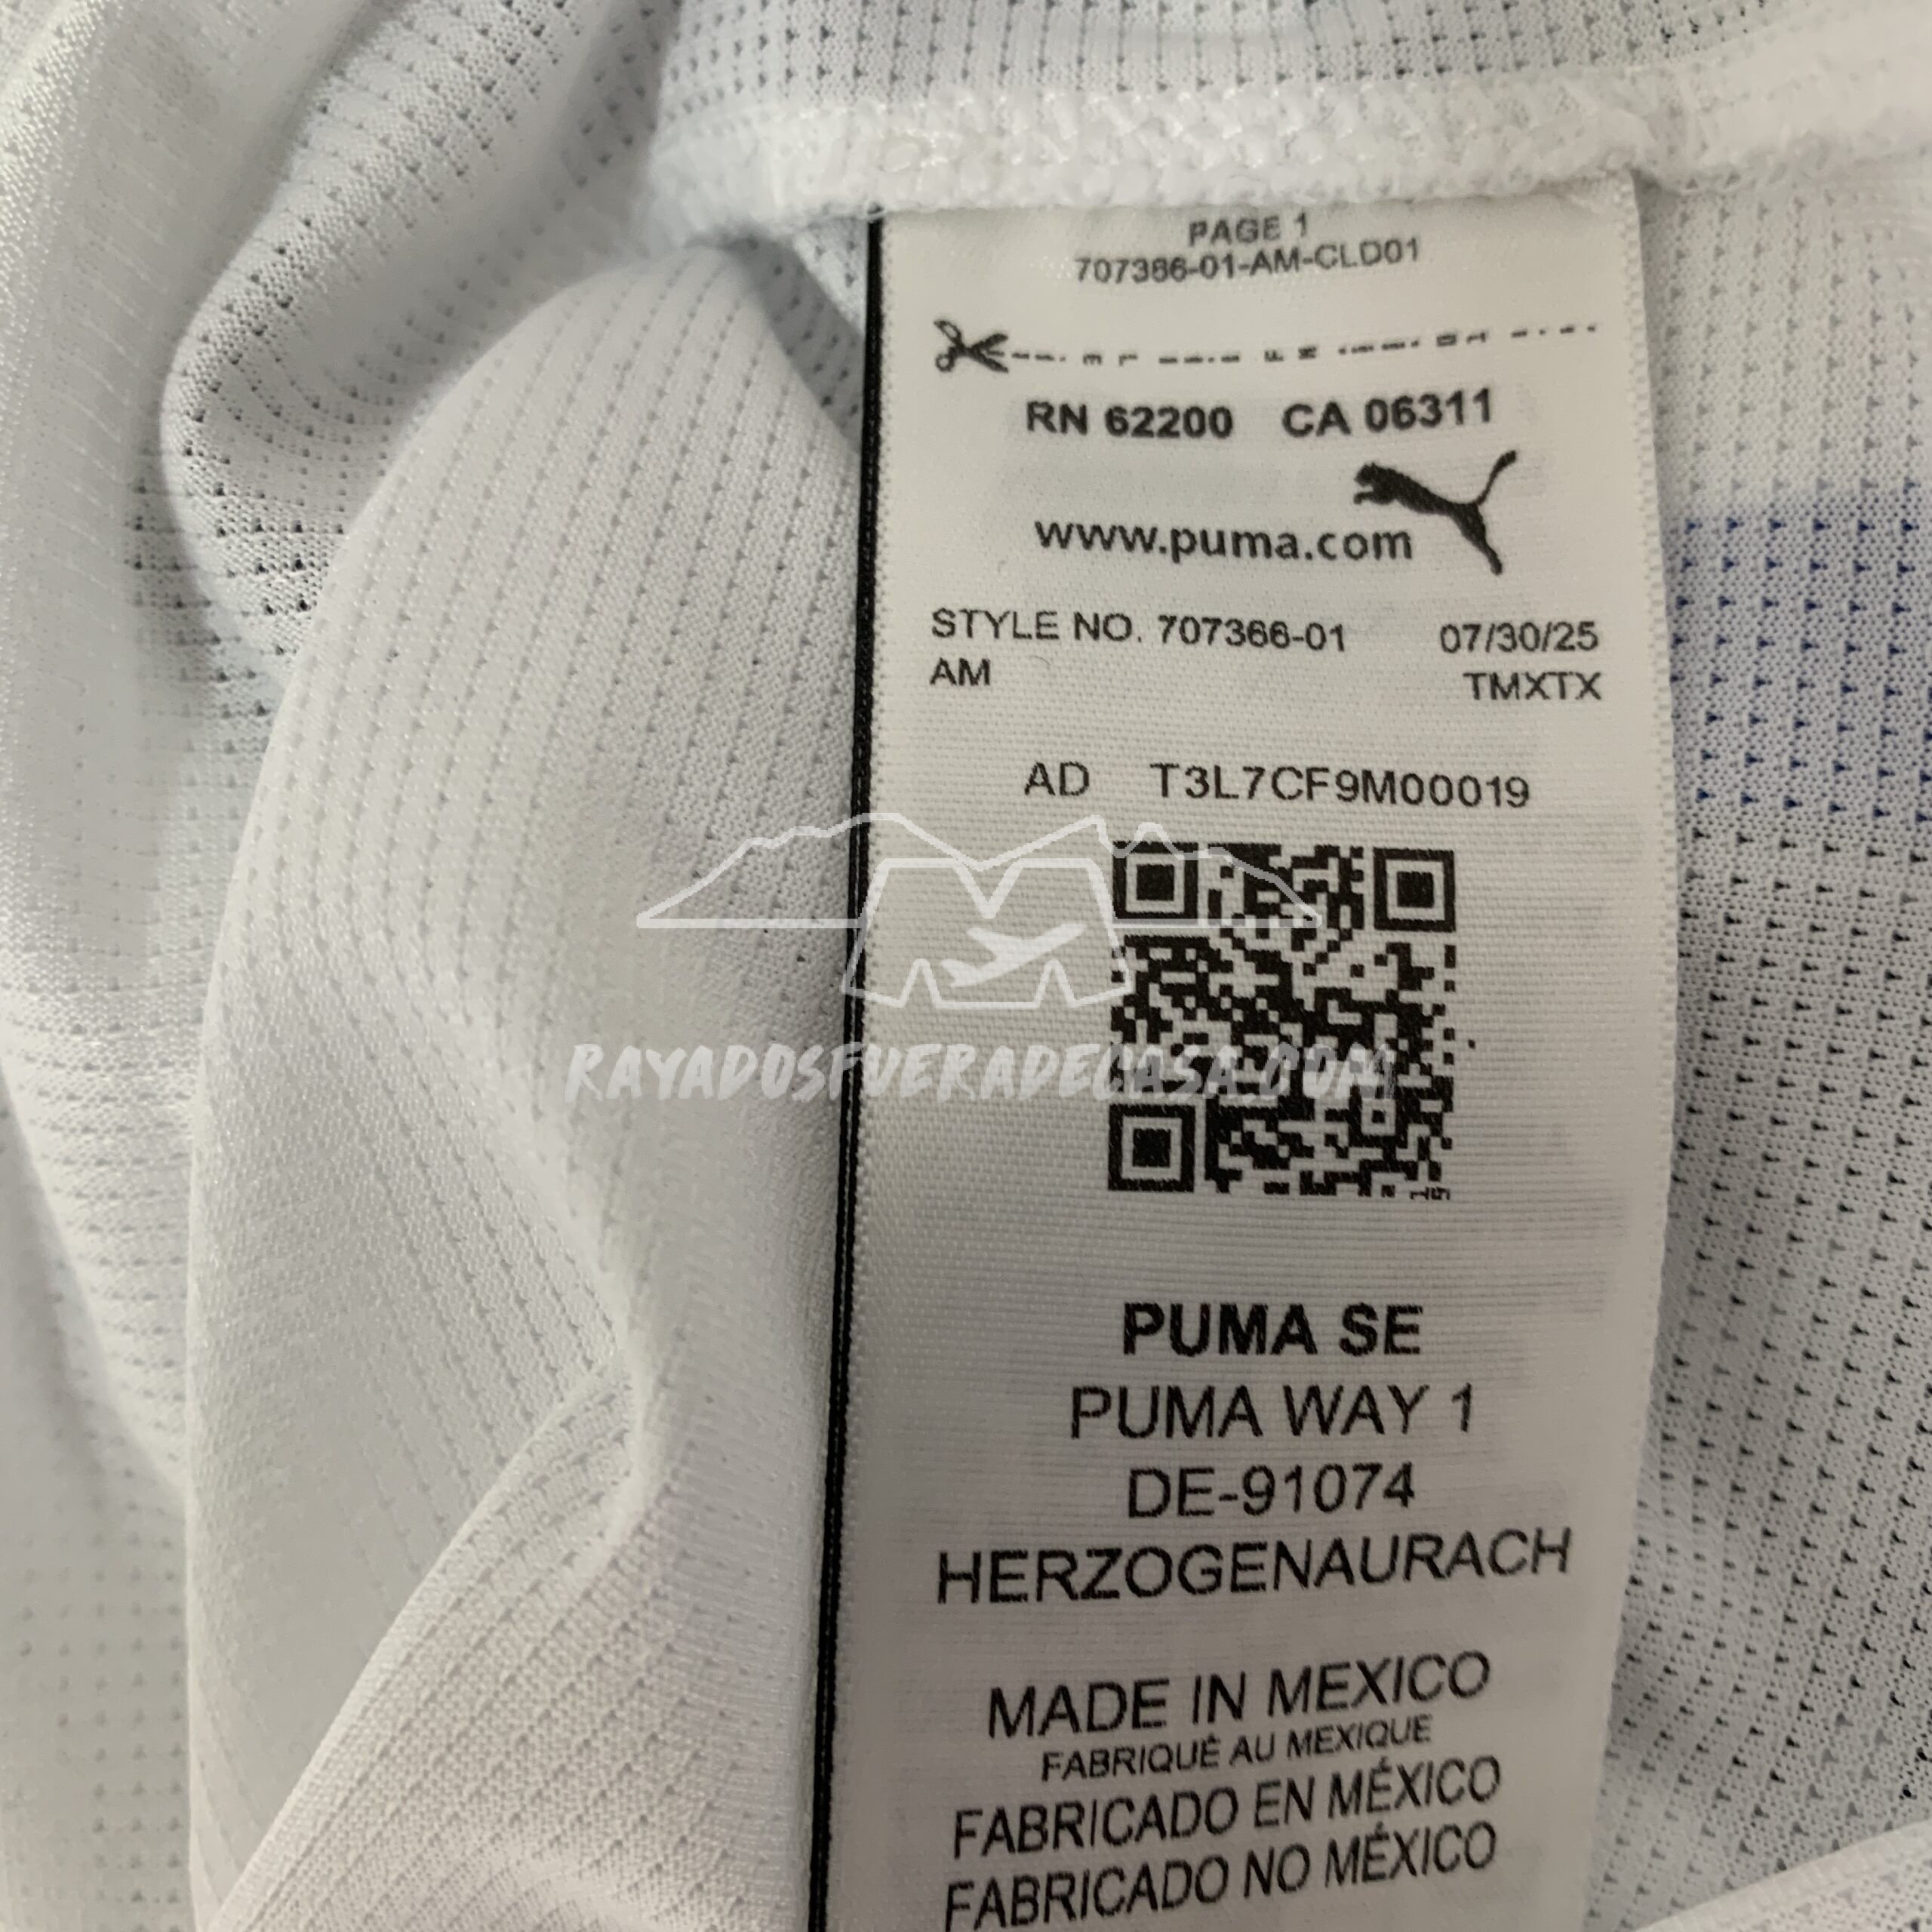 PAGE 1
707366-01-AM-CLD01
RN 62200 CA 06311
www.puma.com
STYLE NO. 707366-01 07/30/25
AM TMXTX
AD T3L7CF9M00019
RAYADOSFUERADECASA.COM
PUMA SE
PUMA WAY 1
DE-91074
HERZOGENAURACH
MADE IN MEXICO
FABRIQUÉ AU MEXIQUE
FABRICADO EN MÉXICO
FABRICADO NO MÉXICO